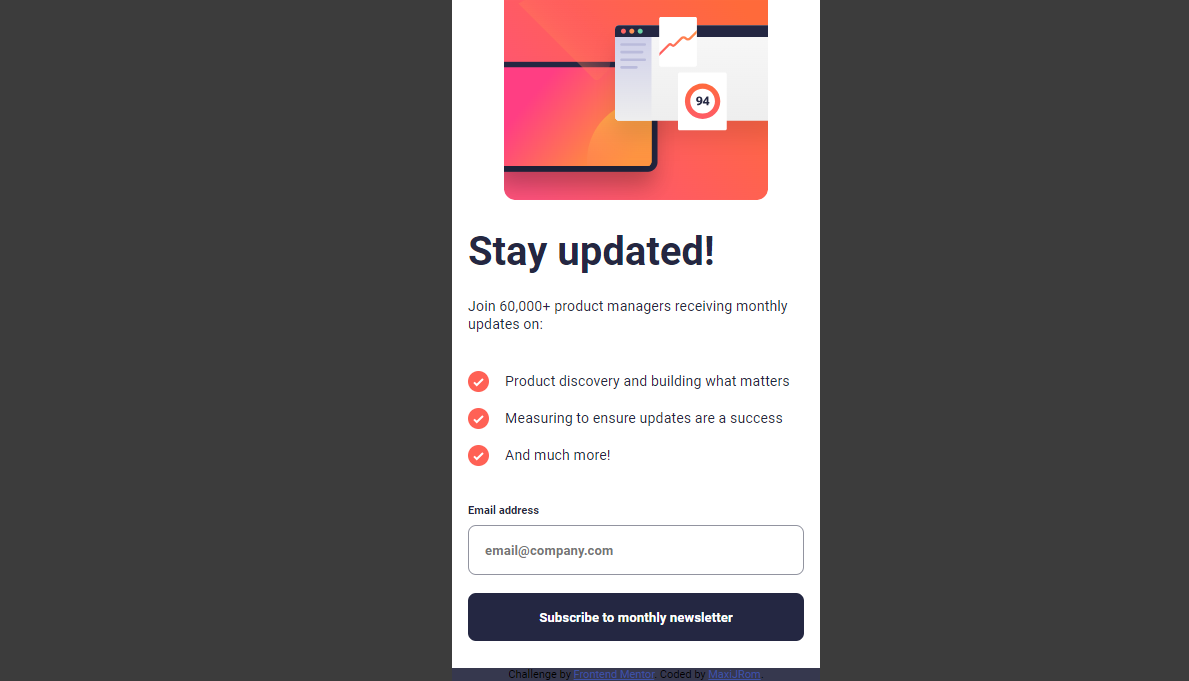 94
Stay updated!
Join 60,000+ product managers receiving monthly
updates on:
Product discovery and building what matters
Measuring to ensure updates are a success
And much more!
Email address
email@company.com
Subscribe to monthly newsletter
Challenge by Frontend Mentor. Coded by MaxiJRom.